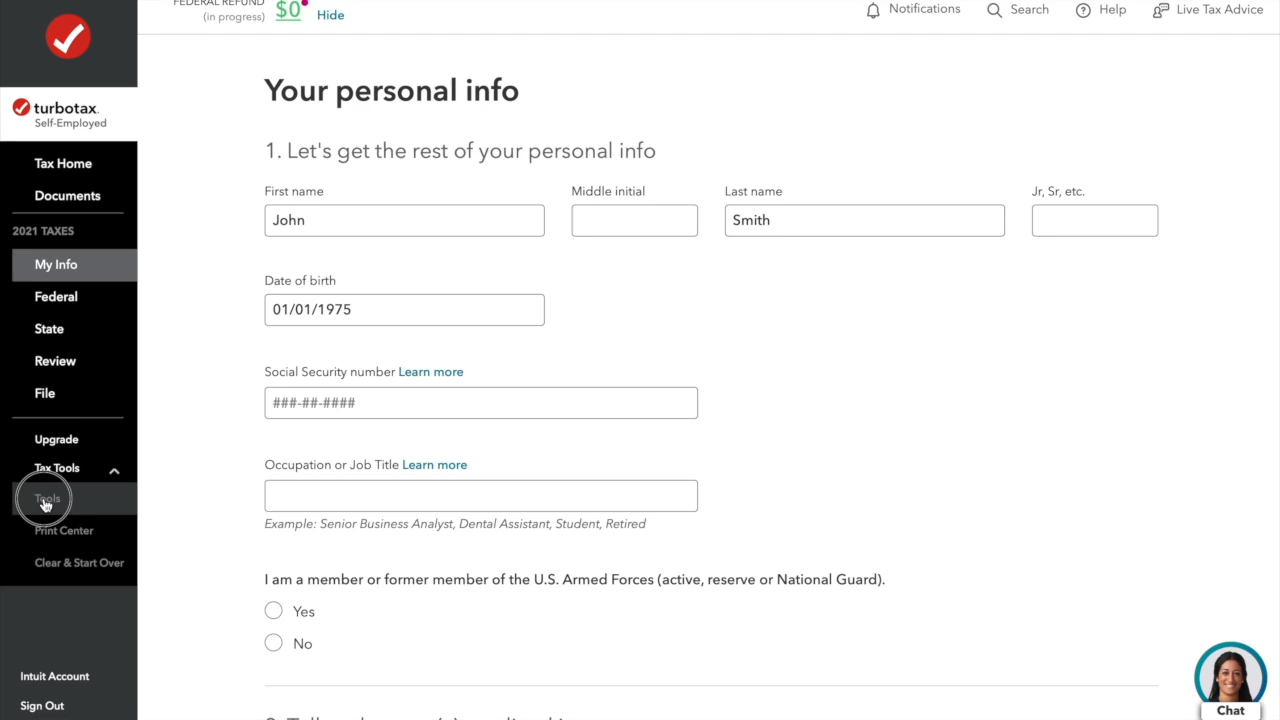 FEDERAL REFUND
(in progress)
$0
Hide
Notifications
Search
Help
Live Tax Advice
turbotax.
Self-Employed
Tax Home
Documents
2021 TAXES
My Info
Federal
State
Review
File
Upgrade
Tax Tools
Tools
Print Center
Clear & Start Over
Intuit Account
Sign Out
Your personal info
1. Let's get the rest of your personal info
First name
Middle initial
Last name
Jr, Sr, etc.
John
Smith
Date of birth
01/01/1975
Social Security number Learn more
###-##-####
Occupation or Job Title Learn more
Example: Senior Business Analyst, Dental Assistant, Student, Retired
I am a member or former member of the U.S. Armed Forces (active, reserve or National Guard).
Yes
No
Chat